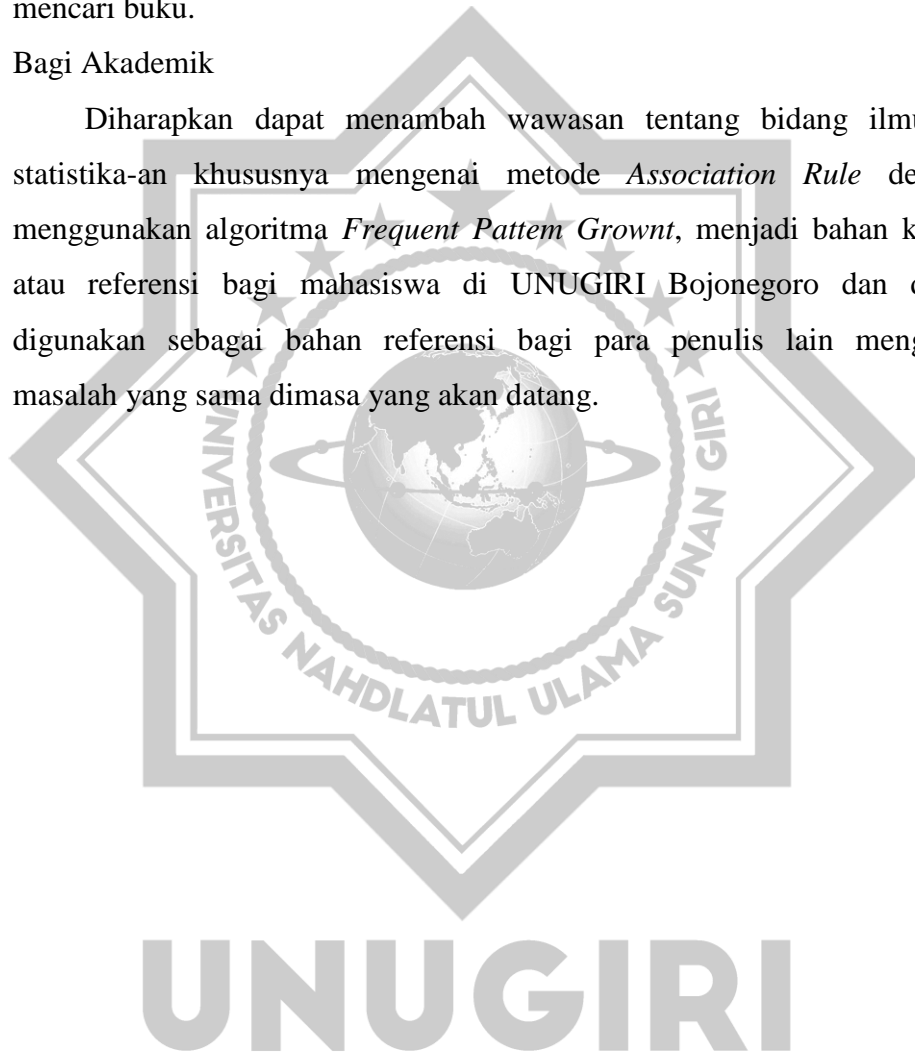 mencari buku.
Bagi Akademik
Diharapkan dapat menambah wawasan tentang bidang ilmu
statistika-an khususnya mengenai metode Association Rule de
menggunakan algoritma Frequent Pattem Grownt, menjadi bahan k
atau referensi bagi mahasiswa di UNUGIRI Bojonegoro dan d
digunakan sebagai bahan referensi bagi para penulis lain meng
masalah yang sama dimasa yang akan datang.
UNIVERSITAS NAHDLATUL ULAMA SUNAN GIRI
UNUGIRI